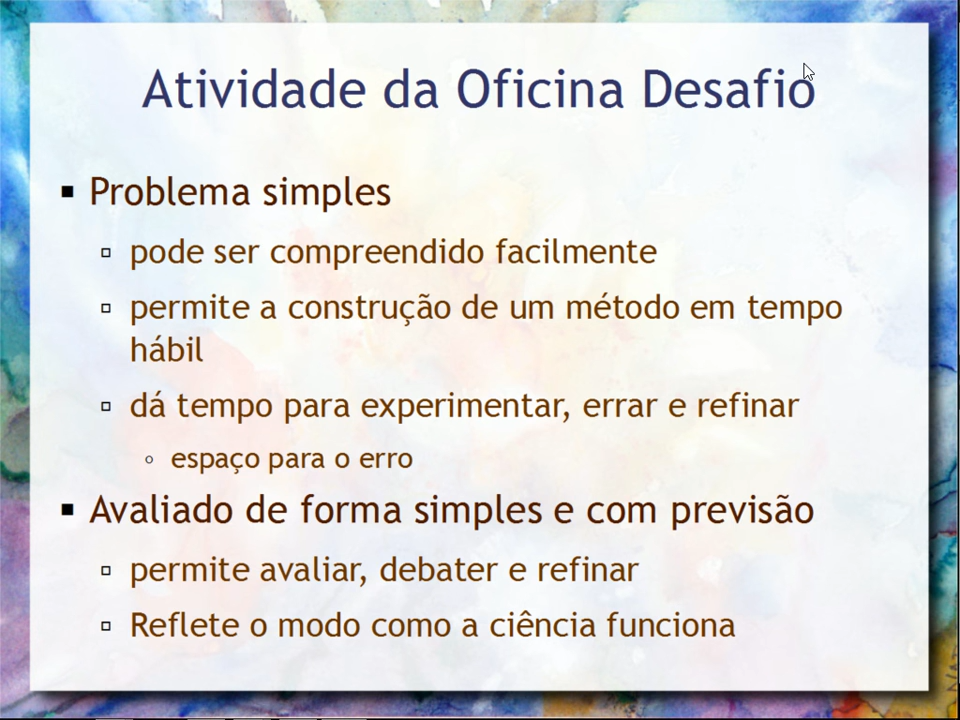 Atividade da Oficina Desafio
Problema simples
pode ser compreendido facilmente
permite a construção de um método em tempo
hábil
dá tempo para experimentar, errar e refinar
espaço para o erro
Avaliado de forma simples e com previsão
permite avaliar, debater e refinar
Reflete o modo como a ciência funciona